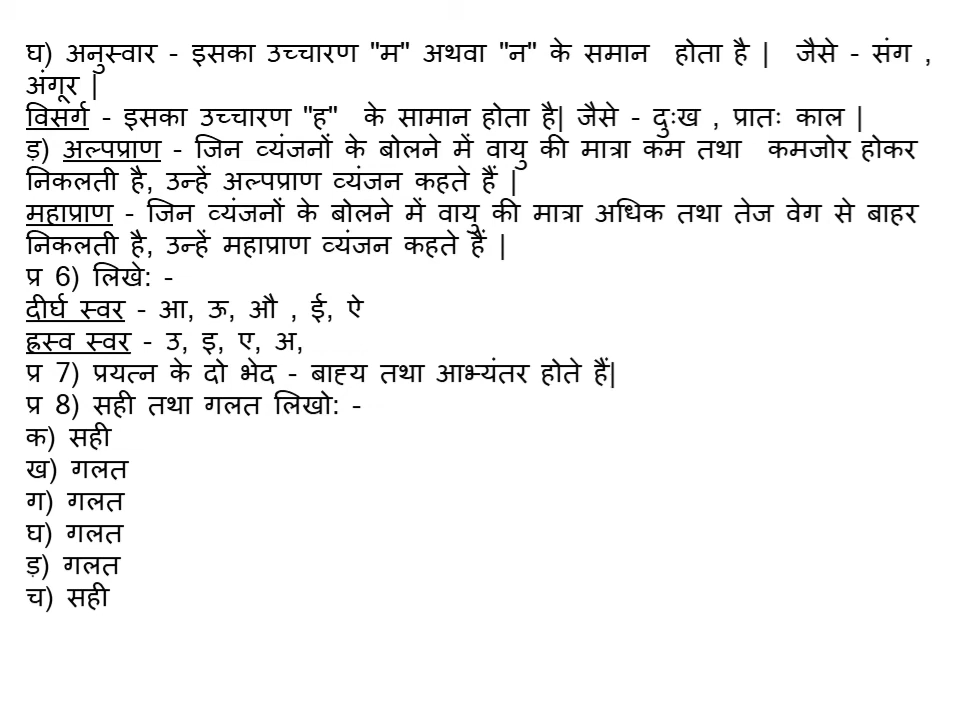 घ) अनुस्वार - इसका उच्चारण "म" अथवा "न" के समान होता है | जैसे - संग ,
अंगूर |
विसर्ग - इसका उच्चारण "ह" के सामान होता है| जैसे - दुःख , प्रातः काल |
ड़) अल्पप्राण - जिन व्यंजनों के बोलने में वायु की मात्रा कम तथा कमजोर होकर
निकलती है, उन्हें अल्पप्राण व्यंजन कहते हैं |
महाप्राण - जिन व्यंजनों के बोलने में वायु की मात्रा अधिक तथा तेज वेग से बाहर
निकलती है, उन्हें महाप्राण व्यंजन कहते हैं |
प्र 6) लिखे: -
दीर्घ स्वर - आ, ऊ, औ , ई, ऐ
ह्रस्व स्वर - उ, इ, ए, अ,
प्र 7) प्रयत्न के दो भेद - बाह्य तथा आभ्यंतर होते हैं|
प्र 8) सही तथा गलत लिखो: -
क) सही
ख) गलत
ग) गलत
घ) गलत
ड़) गलत
च) सही